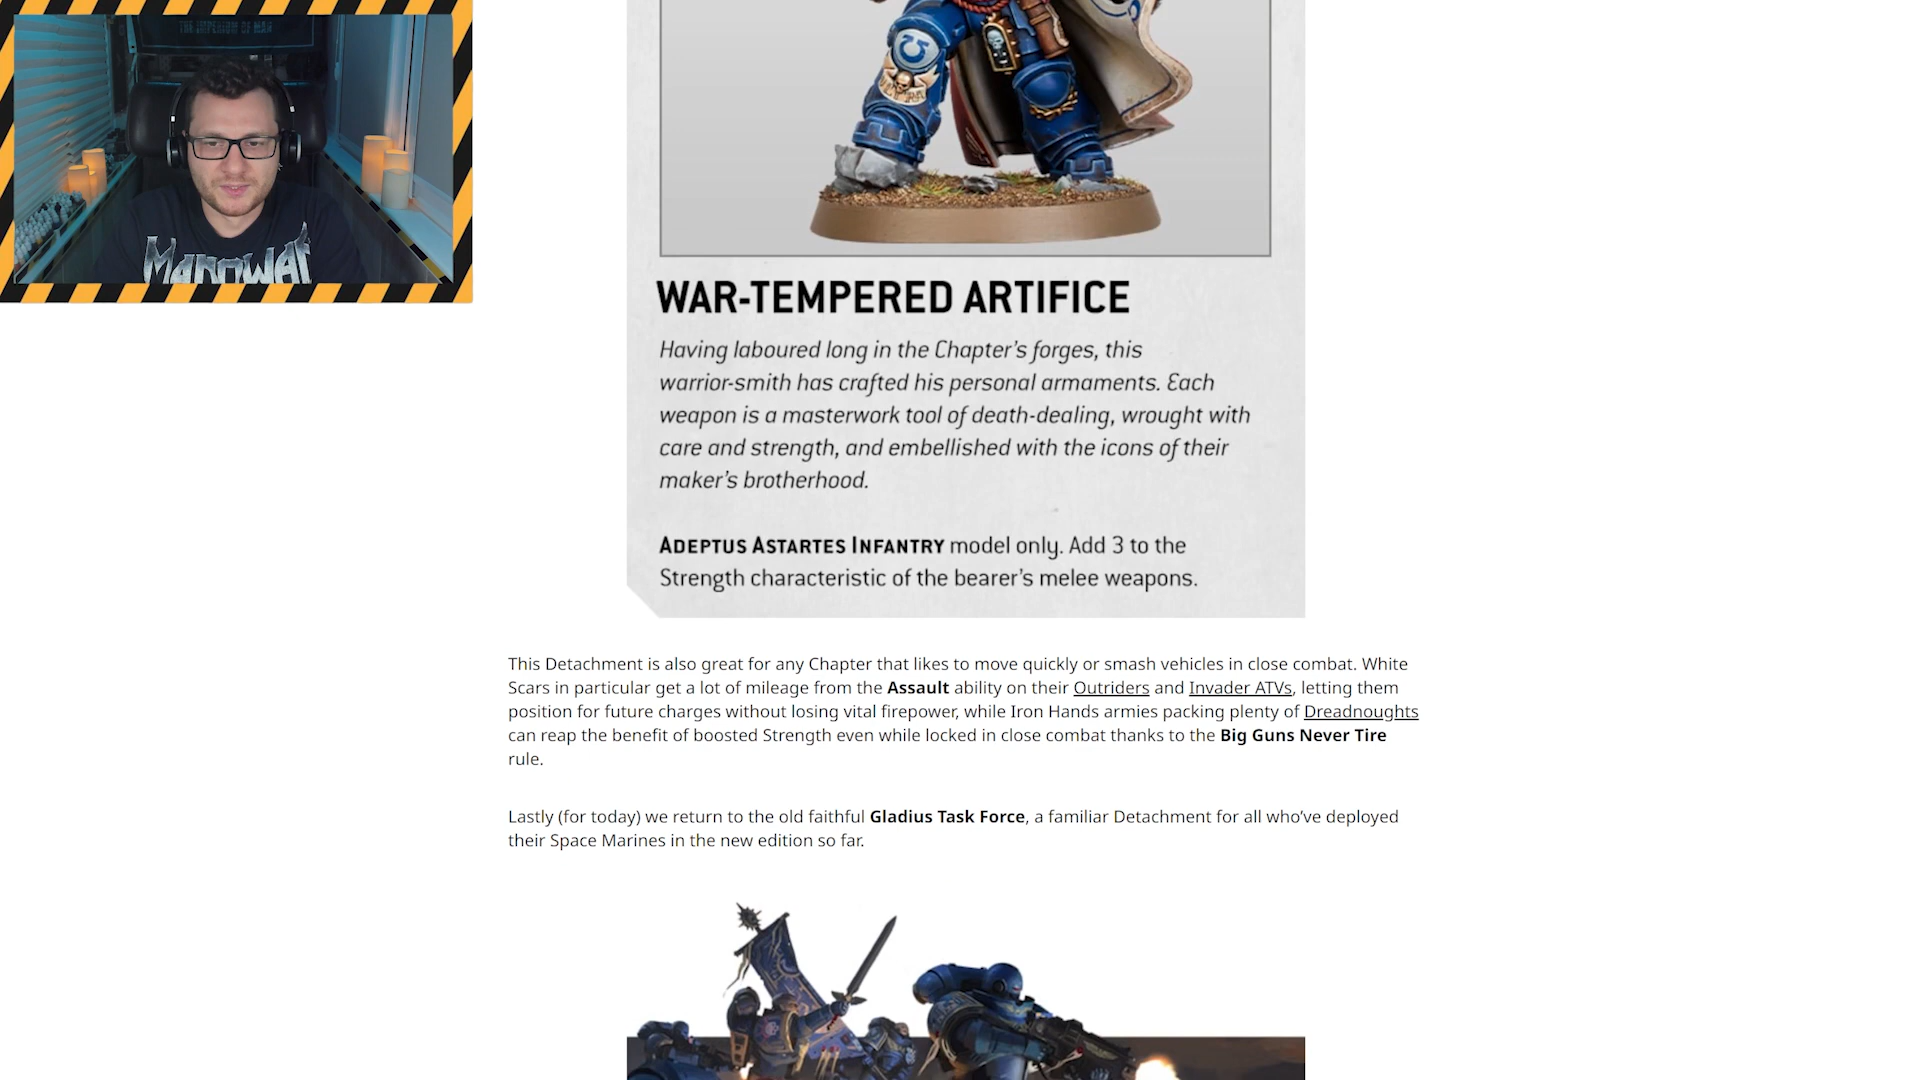 THE IMPERIUM OF MAN
MANOWAR
WAR-TEMPERED ARTIFICE
Having laboured long in the Chapter's forges, this
warrior-smith has crafted his personal armaments. Each
weapon is a masterwork tool of death-dealing, wrought with
care and strength, and embellished with the icons of their
maker's brotherhood.
ADEPTUS ASTARTES INFANTRY model only. Add 3 to the
Strength characteristic of the bearer's melee weapons.
This Detachment is also great for any Chapter that likes to move quickly or smash vehicles in close combat. White
Scars in particular get a lot of mileage from the Assault ability on their Outriders and Invader ATVs, letting them
position for future charges without losing vital firepower, while Iron Hands armies packing plenty of Dreadnoughts
can reap the benefit of boosted Strength even while locked in close combat thanks to the Big Guns Never Tire
rule.
Lastly (for today) we return to the old faithful Gladius Task Force, a familiar Detachment for all who've deployed
their Space Marines in the new edition so far.